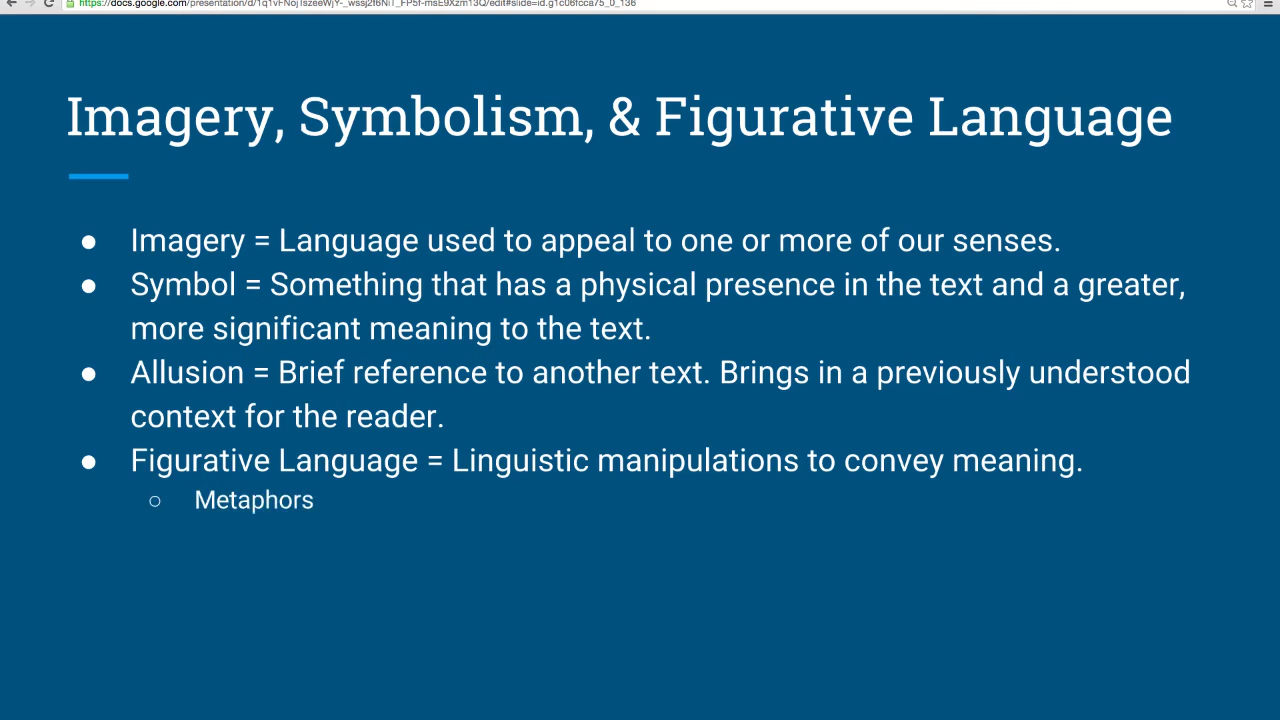 Imagery, Symbolism, & Figurative Language
● Imagery = Language used to appeal to one or more of our senses.
● Symbol = Something that has a physical presence in the text and a greater,
more significant meaning to the text.
● Allusion = Brief reference to another text. Brings in a previously understood
context for the reader.
● Figurative Language = Linguistic manipulations to convey meaning.
○ Metaphors